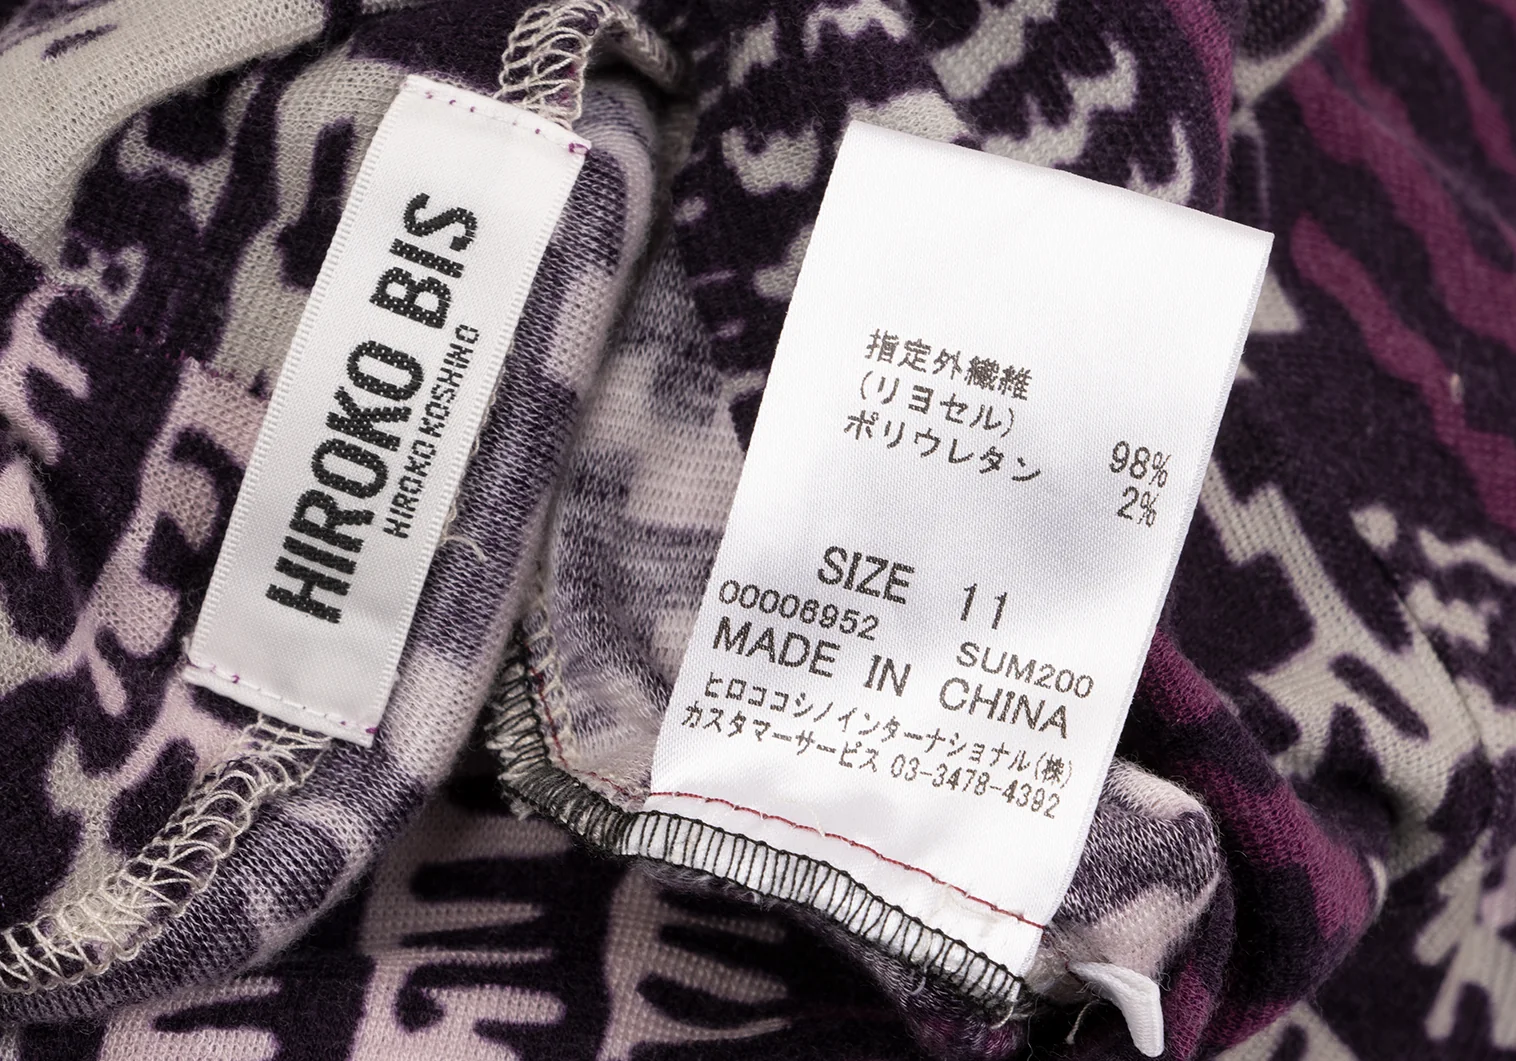 HIROKO BIS
HIROKO KOSHINO
指定外繊維
(リヨセル)
ポリウレタン
98%
2%
SIZE 11
00006952 SUM200
MADE IN CHINA
ヒロココシノインターナショナル(株)
カスタマーサービス 03-3478-4392